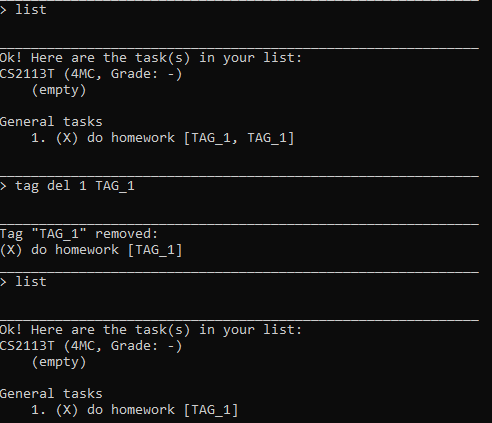 > list
Ok! Here are the task(s) in your list:
CS2113T (4MC, Grade: -)
(empty)
General tasks
1. (X) do homework [TAG_1, TAG_1]
> tag del 1 TAG_1
Tag "TAG_1" removed:
(X) do homework [TAG_1]
> list
Ok! Here are the task(s) in your list:
CS2113T (4MC, Grade: -)
(empty)
General tasks
1. (X) do homework [TAG_1]